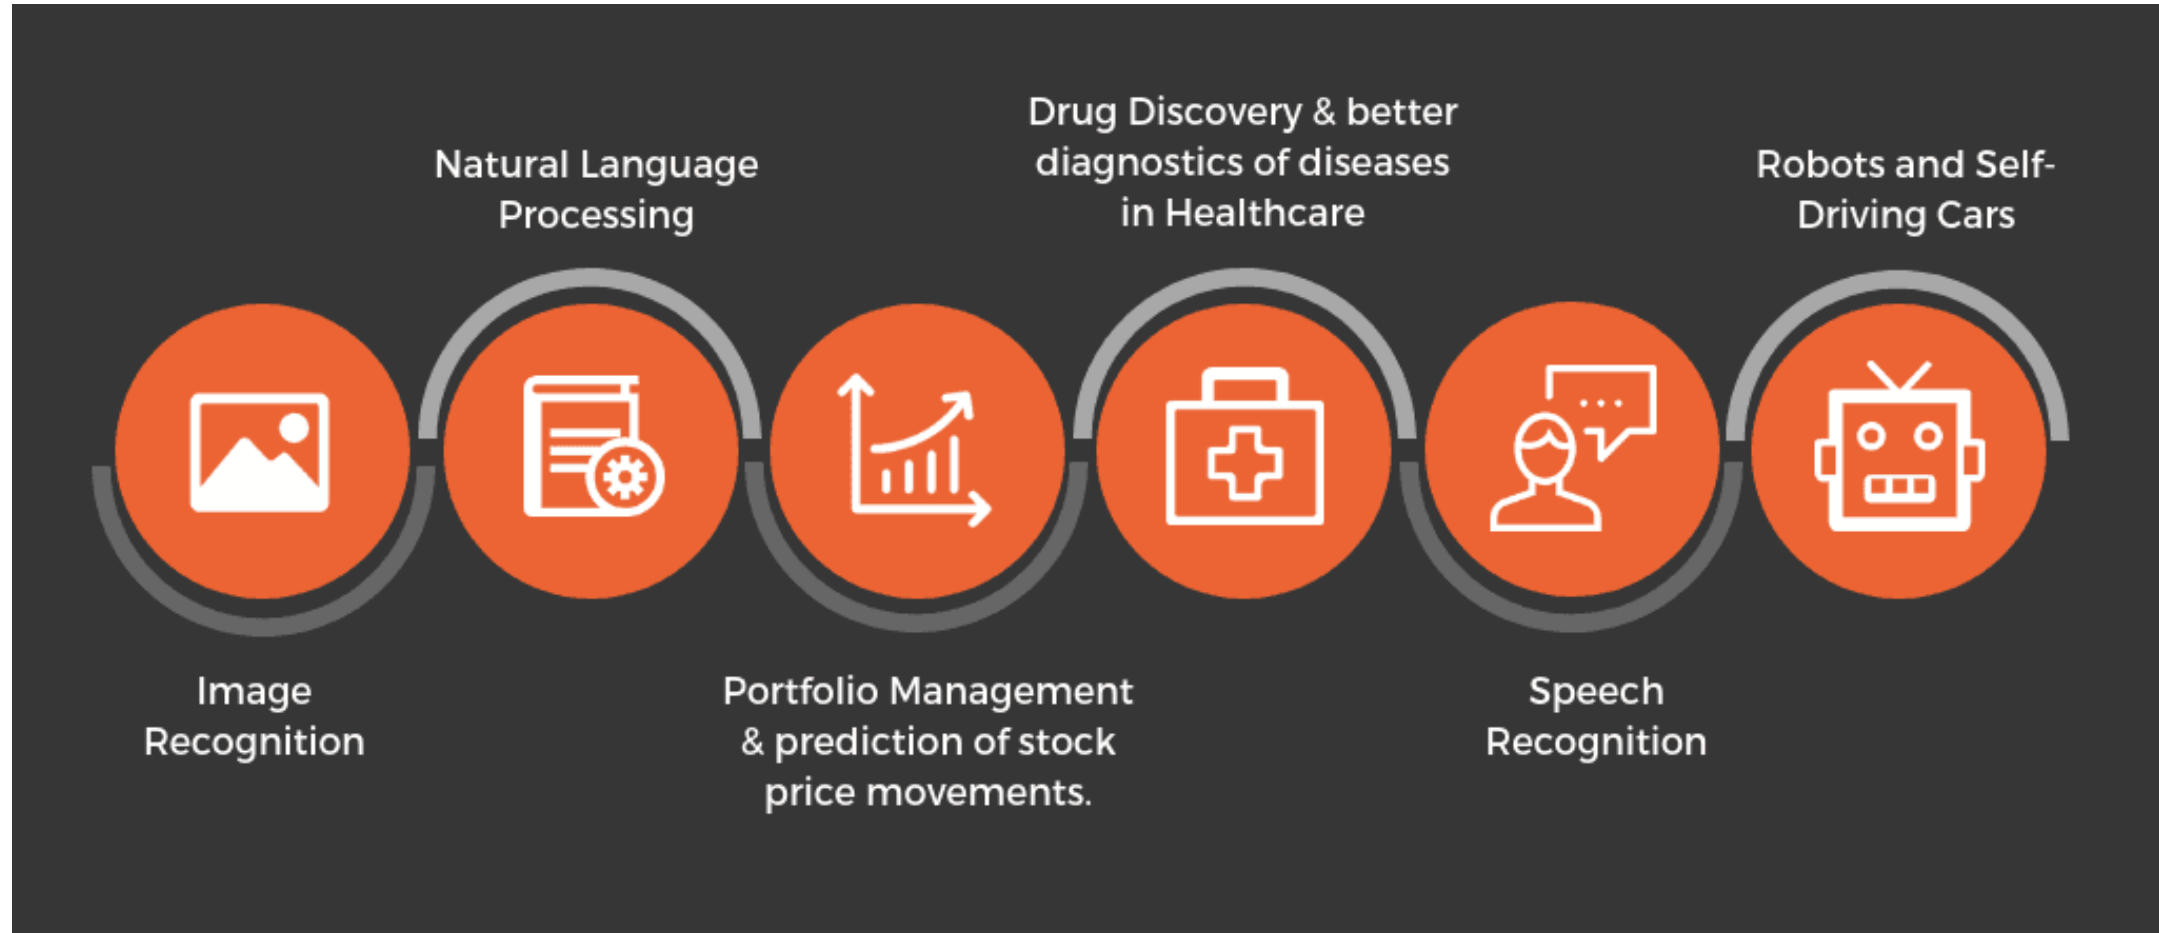 Image
Recognition
Natural Language
Processing
Portfolio Management
& prediction of stock
price movements.
Drug Discovery & better
diagnostics of diseases
in Healthcare
Speech
Recognition
Robots and Self-
Driving Cars